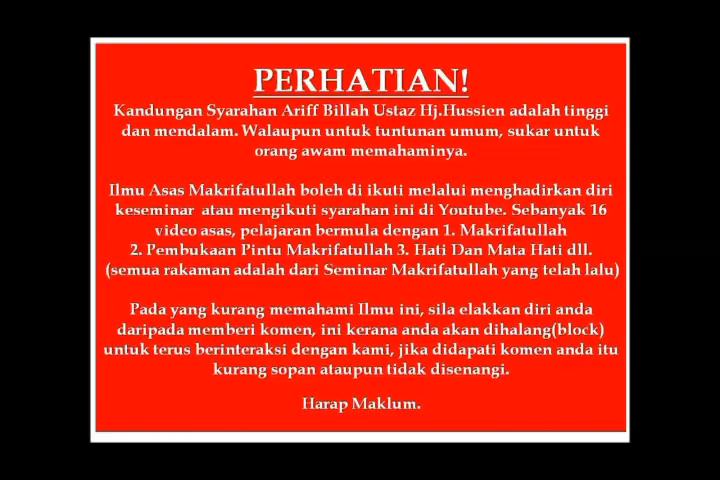 PERHATIAN!
Kandungan Syarahan Ariff Billah Ustaz Hj.Hussien adalah tinggi
dan mendalam. Walaupun untuk tuntunan umum, sukar untuk
orang awam memahaminya.
Ilmu Asas Makrifatullah boleh di ikuti melalui menghadirkan diri
keseminar atau mengikuti syarahan ini di Youtube. Sebanyak 16
video asas, pelajaran bermula dengan 1. Makrifatullah
2. Pembukaan Pintu Makrifatullah 3. Hati Dan Mata Hati dll.
(semua rakaman adalah dari Seminar Makrifatullah yang telah lalu)
Pada yang kurang memahami Ilmu ini, sila elakkan diri anda
daripada memberi komen, ini kerana anda akan dihalang(block)
untuk terus berinteraksi dengan kami, jika didapati komen anda itu
kurang sopan ataupun tidak disenangi.
Harap Maklum.